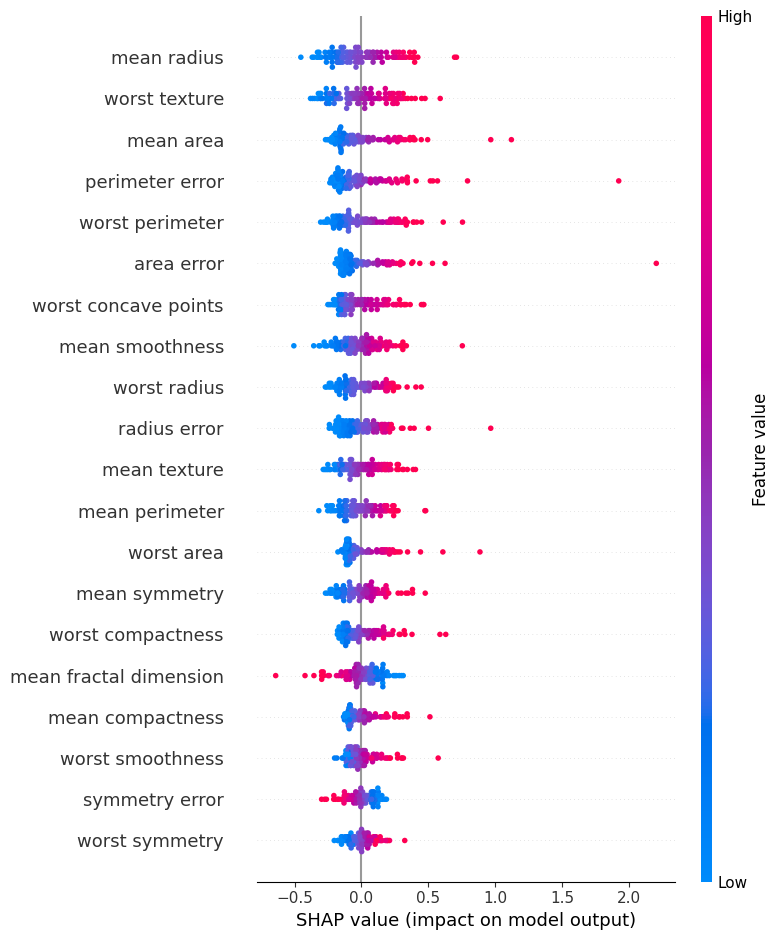 High
mean radius
worst texture
mean area
perimeter error
worst perimeter
area error
worst concave points
mean smoothness
worst radius
radius error
mean texture
mean perimeter
worst area
mean symmetry
worst compactness
mean fractal dimension
mean compactness
worst smoothness
symmetry error
worst symmetry
Feature value
Low
−0.5 0.0 0.5 1.0 1.5 2.0
SHAP value (impact on model output)